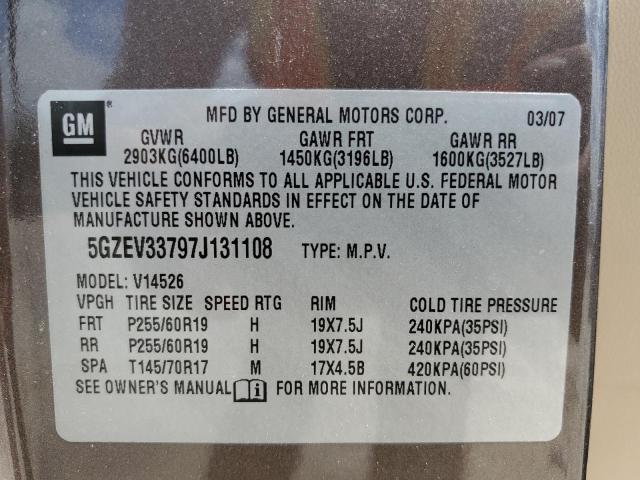 GM ® MFD BY GENERAL MOTORS CORP. 03/07
GVWR GAWR FRT GAWR RR
2903KG(6400LB) 1450KG(3196LB) 1600KG(3527LB)
THIS VEHICLE CONFORMS TO ALL APPLICABLE U.S. FEDERAL MOTOR
VEHICLE SAFETY STANDARDS IN EFFECT ON THE DATE OF
MANUFACTURE SHOWN ABOVE.
5GZEV33797J131108 TYPE: M.P.V.
MODEL: V14526
VPGH TIRE SIZE SPEED RTG RIM COLD TIRE PRESSURE
FRT P255/60R19 H 19X7.5J 240KPA(35PSI)
RR P255/60R19 H 19X7.5J 240KPA(35PSI)
SPA T145/70R17 M 17X4.5B 420KPA(60PSI)
SEE OWNER'S MANUAL i FOR MORE INFORMATION.